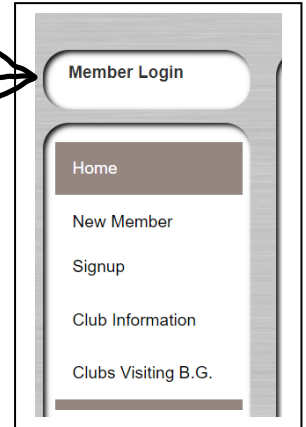 Member Login
Home
New Member
Signup
Club Information
Clubs Visiting B.G.